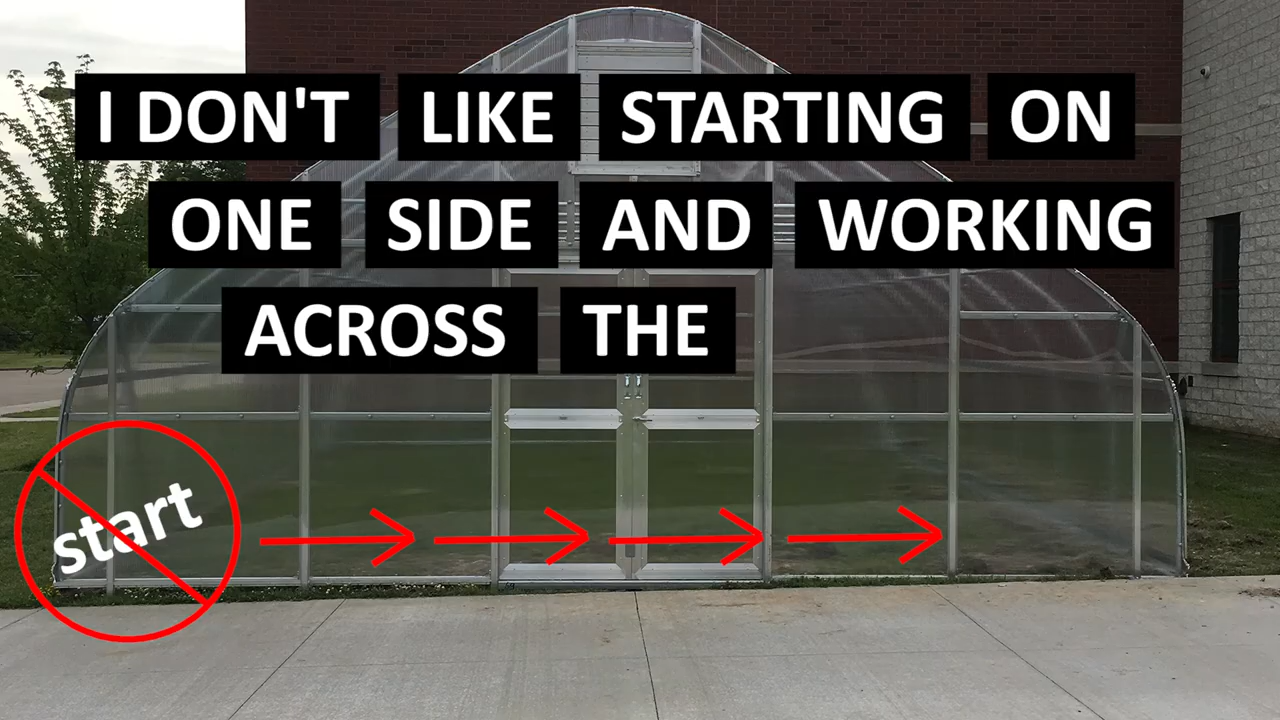 I DON'T LIKE STARTING ON
ONE SIDE AND WORKING
ACROSS THE
start